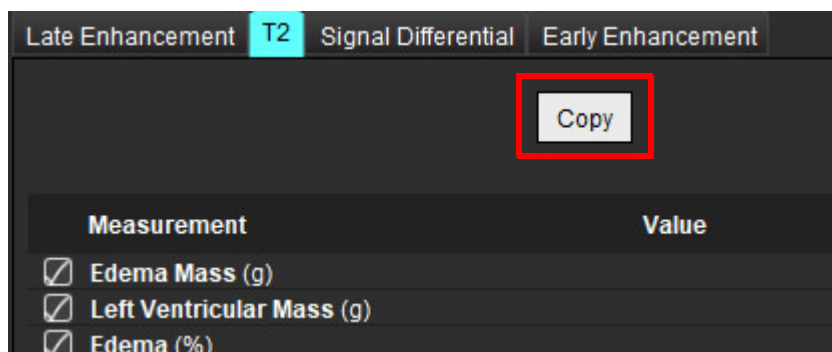 Late Enhancement T2 Signal Differential Early Enhancement
Copy
Measurement Value
Edema Mass (g)
Left Ventricular Mass (g)
Edema (%)